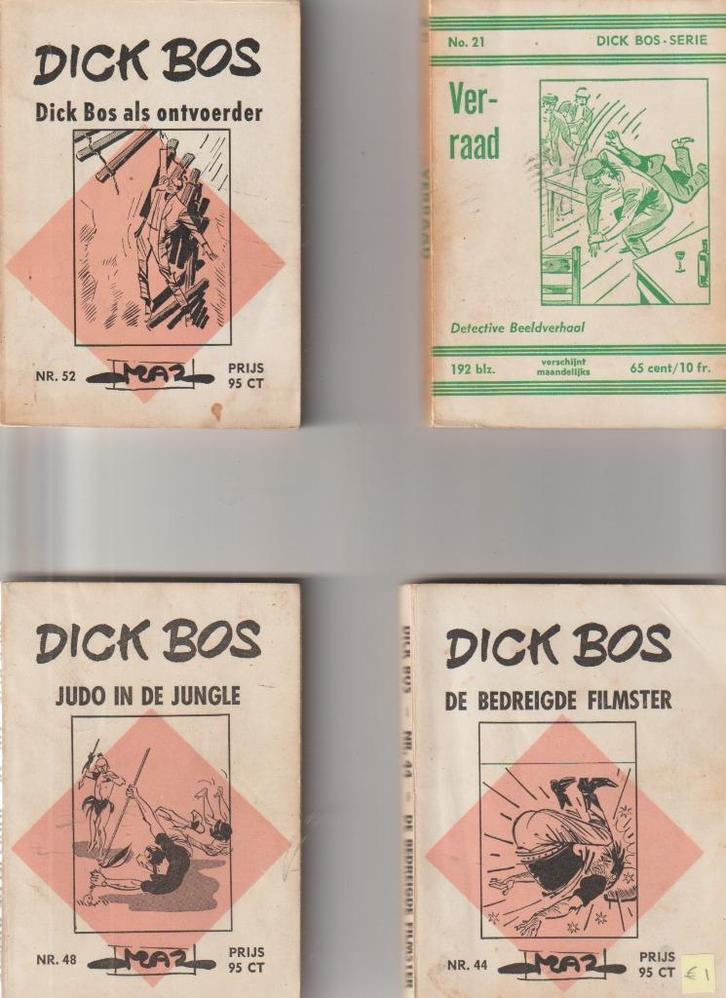 DICK BOS
Dick Bos als ontvoerder
NR. 52
MAZ
PRIJS
95 CT
No. 21
DICK BOS - SERIE
Ver-
raad
Detective Beeldverhaal
192 blz.
verschijnt
maandelijks
65 cent/10 fr.
VERRAAD
DICK BOS
JUDO IN DE JUNGLE
NR. 48
MAZ
PRIJS
95 CT
DICK BOS - NR. 44 - DE BEDREIGDE FILMSTER
DICK BOS
DE BEDREIGDE FILMSTER
NR. 44
MAZ
PRIJS
95 CT
€ 1